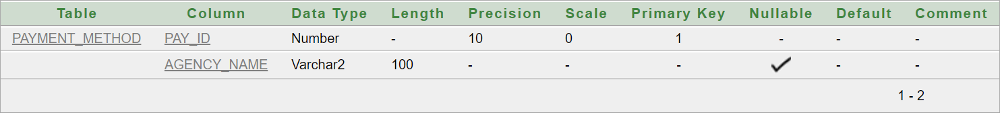 Table Column Data Type Length Precision Scale Primary Key Nullable Default Comment
PAYMENT_METHOD PAY_ID Number - 10 0 1 - - -
AGENCY_NAME Varchar2 100 - - - ✓ - -
1 - 2